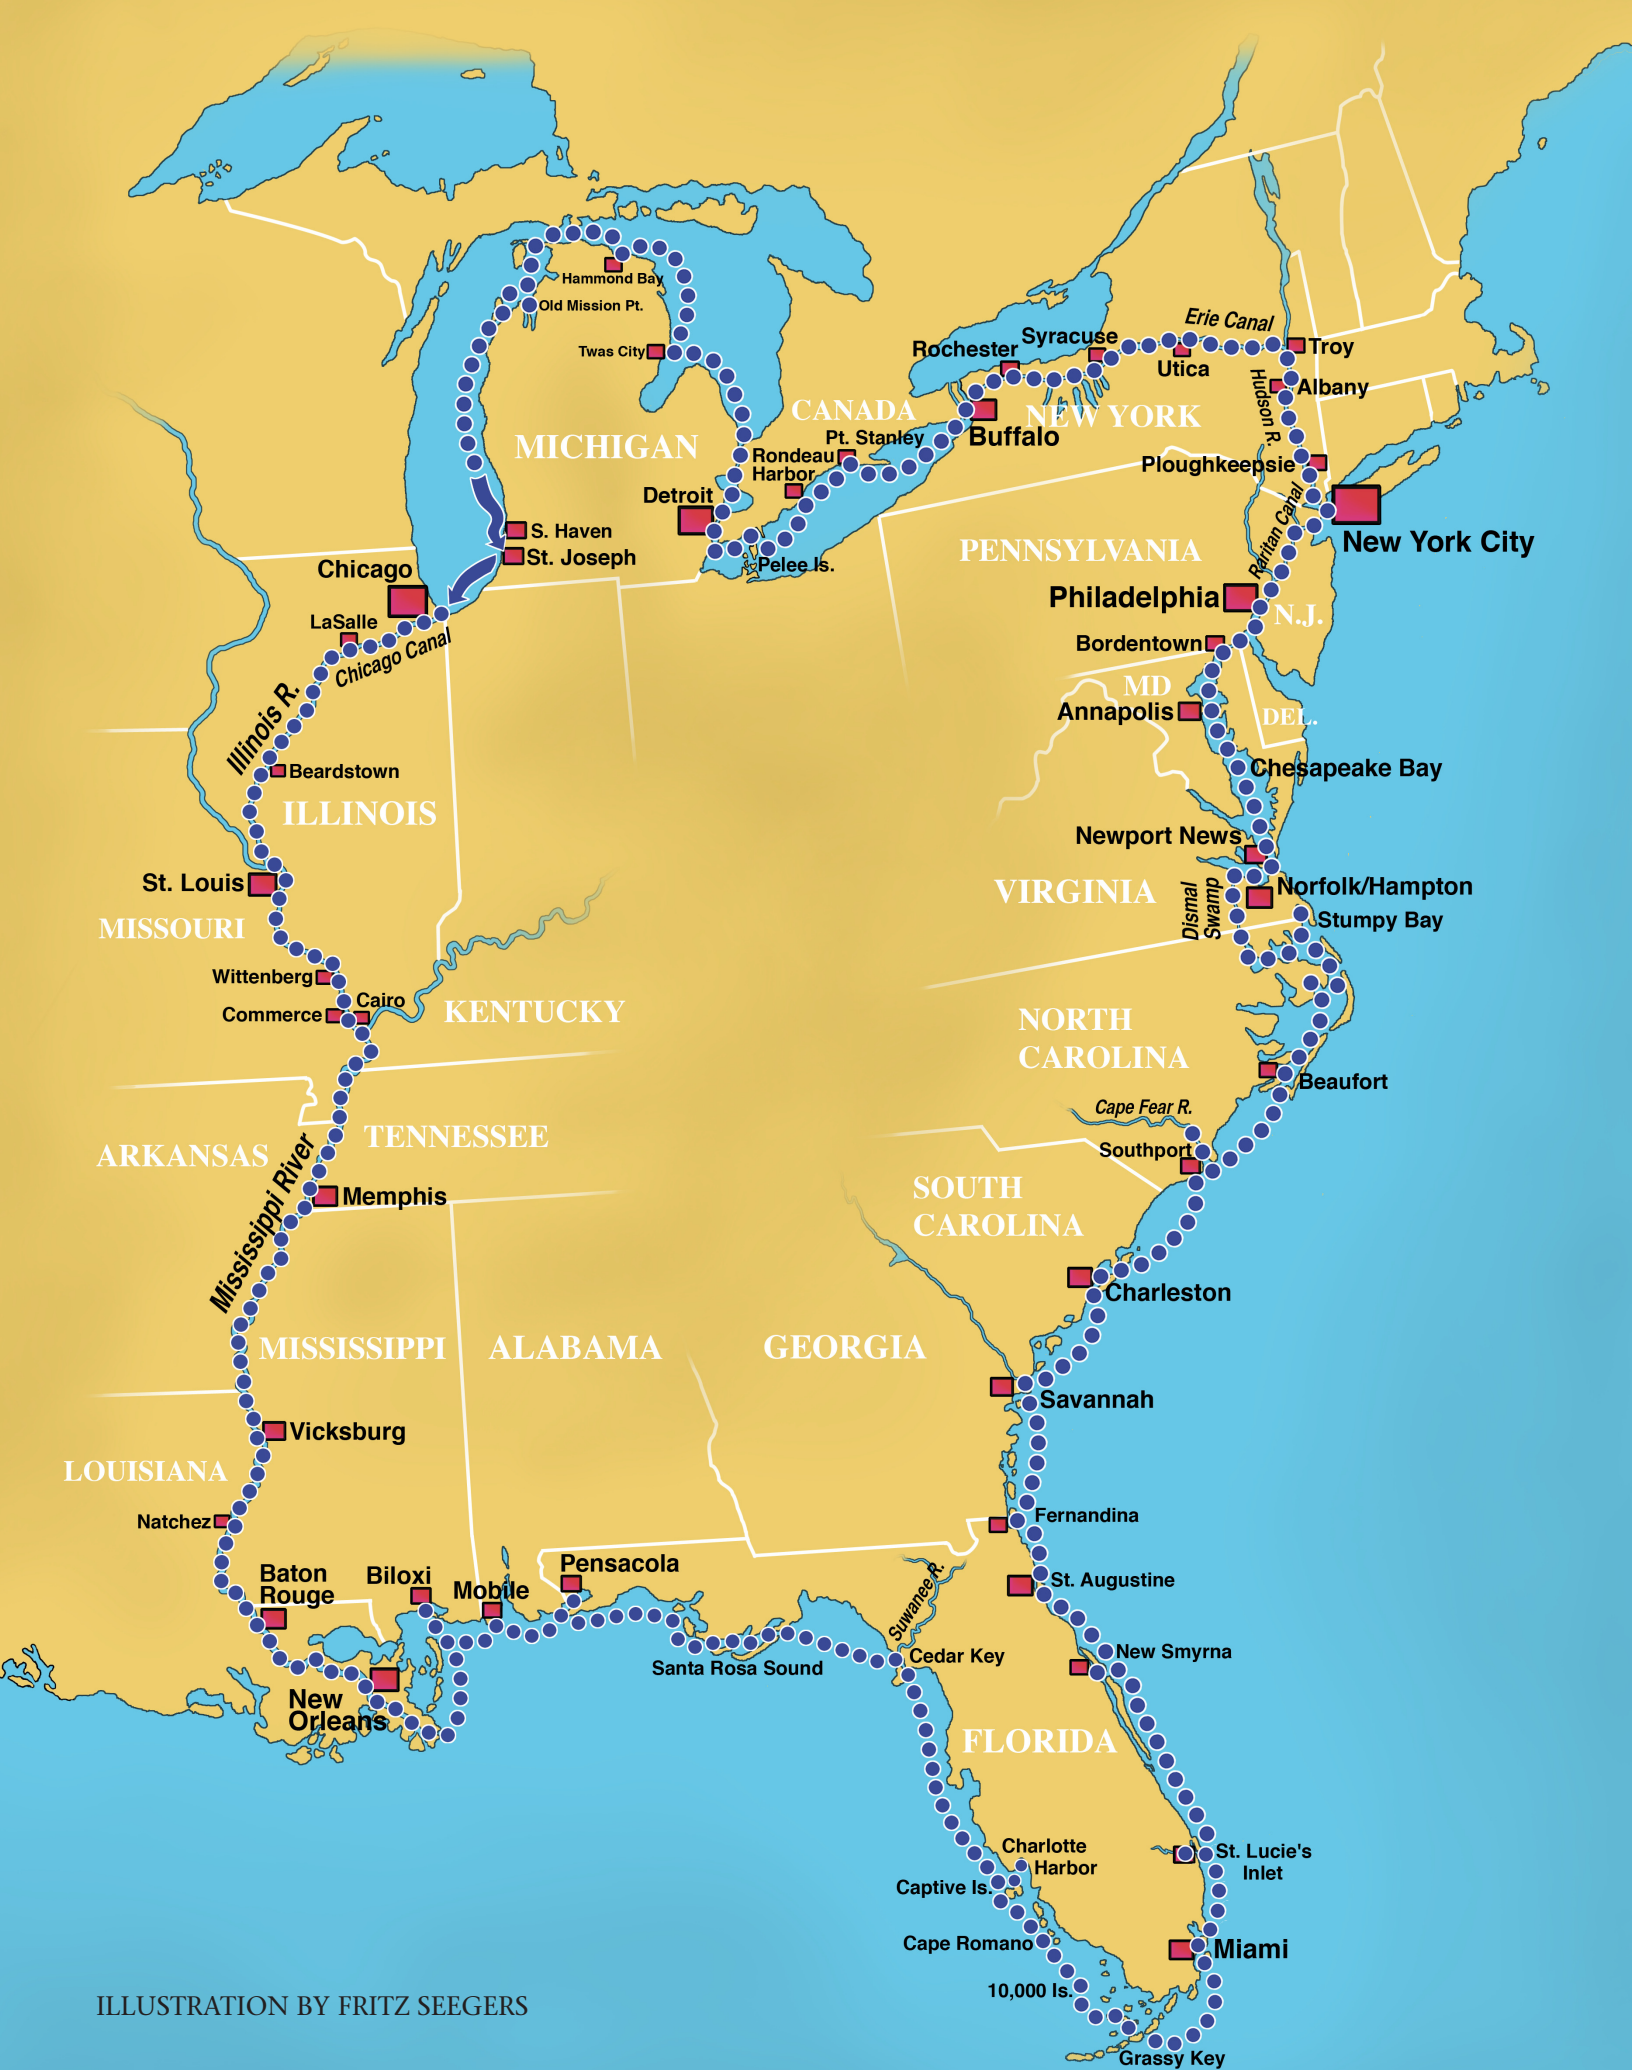 Hammond Bay
Old Mission Pt.
Twas City
Erie Canal
Syracuse
Rochester
Troy
Utica
Hudson R.
Albany
CANADA
NEW YORK
Buffalo
Pt. Stanley
MICHIGAN
Rondeau
Harbor
Ploughkeepsie
Detroit
Raritan Canal
S. Haven
New York City
PENNSYLVANIA
St. Joseph
Pelee Is.
Chicago
Philadelphia
N.J.
LaSalle
Chicago Canal
Bordentown
MD
Illinois R.
Annapolis
DEL.
Chesapeake Bay
Beardstown
ILLINOIS
Newport News
St. Louis
Norfolk/Hampton
VIRGINIA
Dismal
Swamp
Stumpy Bay
MISSOURI
Wittenberg
Cairo
Commerce
KENTUCKY
NORTH
CAROLINA
Beaufort
Cape Fear R.
TENNESSEE
ARKANSAS
Southport
Mississippi River
Memphis
SOUTH
CAROLINA
Charleston
MISSISSIPPI
ALABAMA
GEORGIA
Savannah
Vicksburg
LOUISIANA
Fernandina
Natchez
Baton
Rouge
Biloxi
Mobile
Pensacola
St. Augustine
Suwanee R.
Cedar Key
New Smyrna
Santa Rosa Sound
New
Orleans
FLORIDA
Charlotte
Harbor
St. Lucie's
Inlet
Captive Is.
Cape Romano
Miami
10,000 Is.
ILLUSTRATION BY FRITZ SEEGERS
Grassy Key